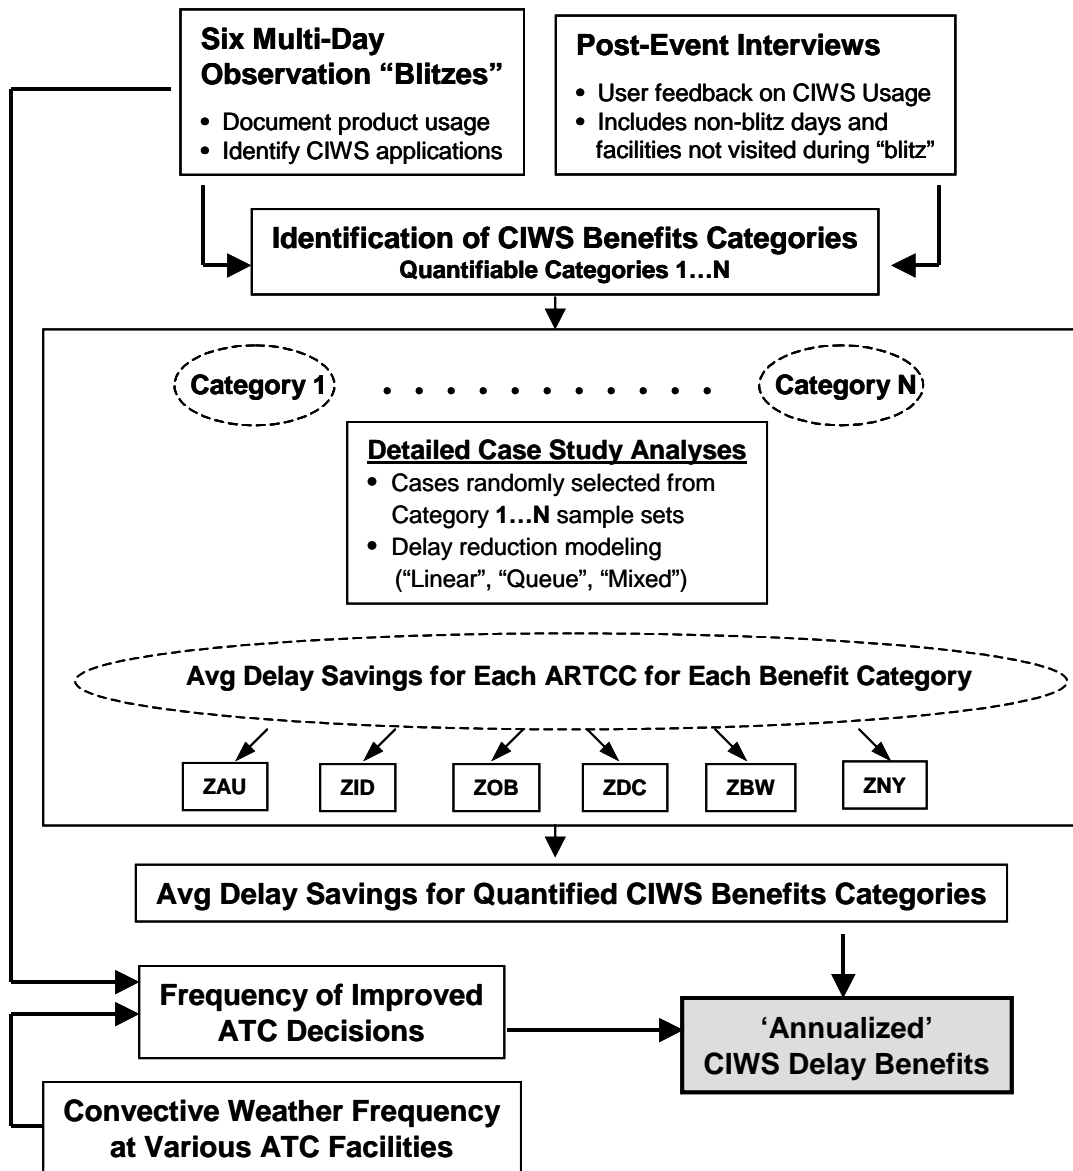 Six Multi-Day
Observation “Blitzes”
• Document product usage
• Identify CIWS applications
Post-Event Interviews
• User feedback on CIWS Usage
• Includes non-blitz days and
facilities not visited during “blitz”
Identification of CIWS Benefits Categories
Quantifiable Categories 1…N
Category 1
. . . . . . . . . . .
Category N
Detailed Case Study Analyses
• Cases randomly selected from
Category 1…N sample sets
• Delay reduction modeling
(“Linear”, “Queue”, “Mixed”)
Avg Delay Savings for Each ARTCC for Each Benefit Category
ZAU
ZID
ZOB
ZDC
ZBW
ZNY
Avg Delay Savings for Quantified CIWS Benefits Categories
Frequency of Improved
ATC Decisions
‘Annualized’
CIWS Delay Benefits
Convective Weather Frequency
at Various ATC Facilities